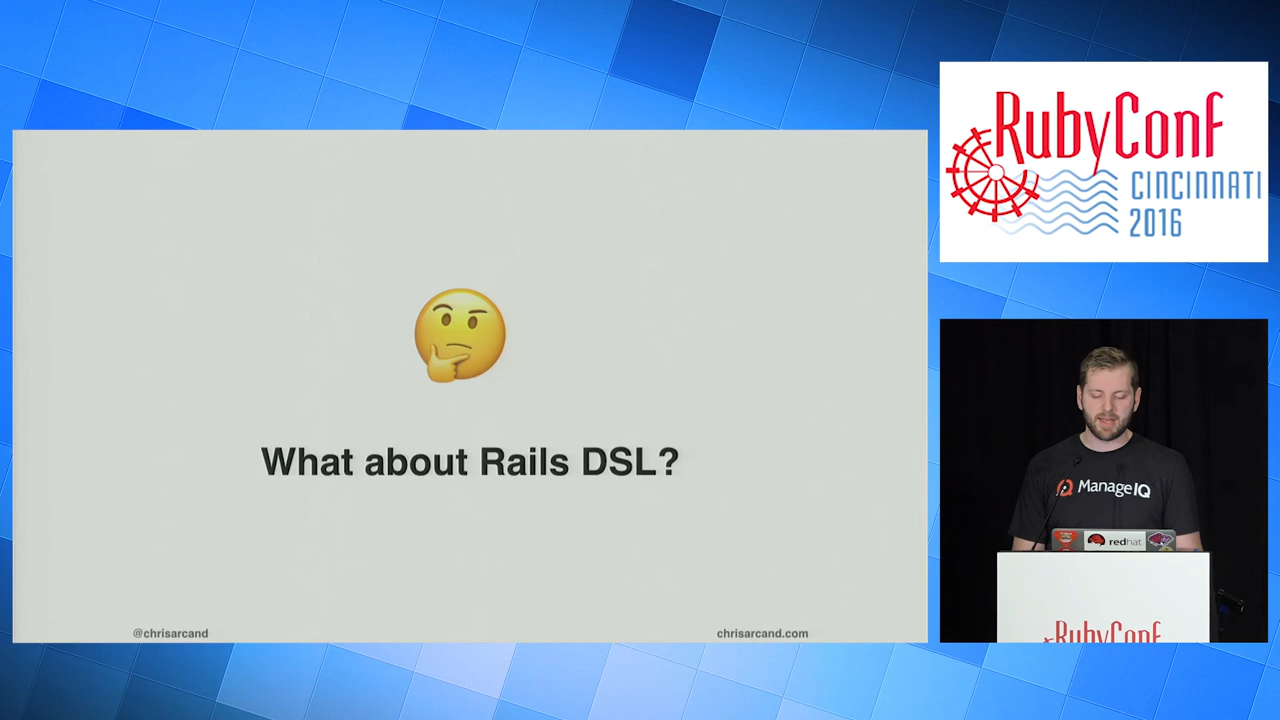 What about Rails DSL?
@chrisarcand
chrisarcand.com
RubyConf
CINCINNATI
2016
ManageIQ
redhat
RubyConf